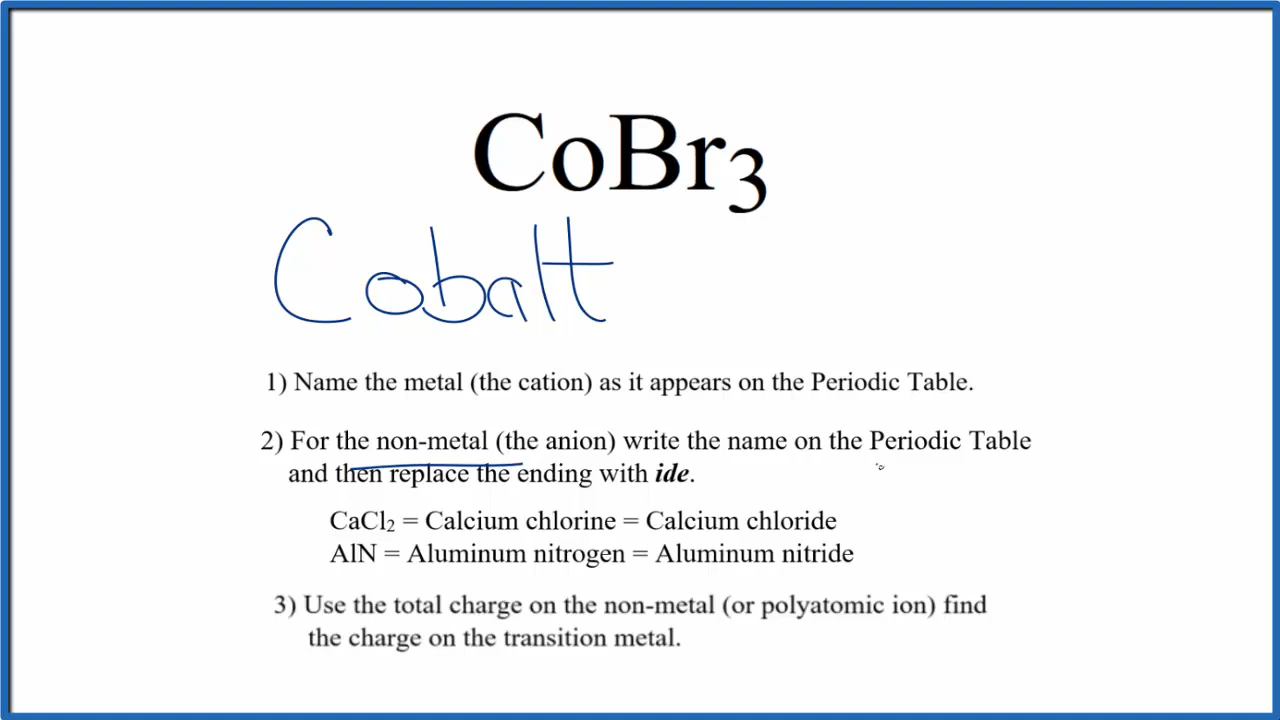 CoBr₃
Cobalt
1) Name the metal (the cation) as it appears on the Periodic Table.
2) For the non-metal (the anion) write the name on the Periodic Table
and then replace the ending with ide.
CaCl₂ = Calcium chlorine = Calcium chloride
AlN = Aluminum nitrogen = Aluminum nitride
3) Use the total charge on the non-metal (or polyatomic ion) find
the charge on the transition metal.